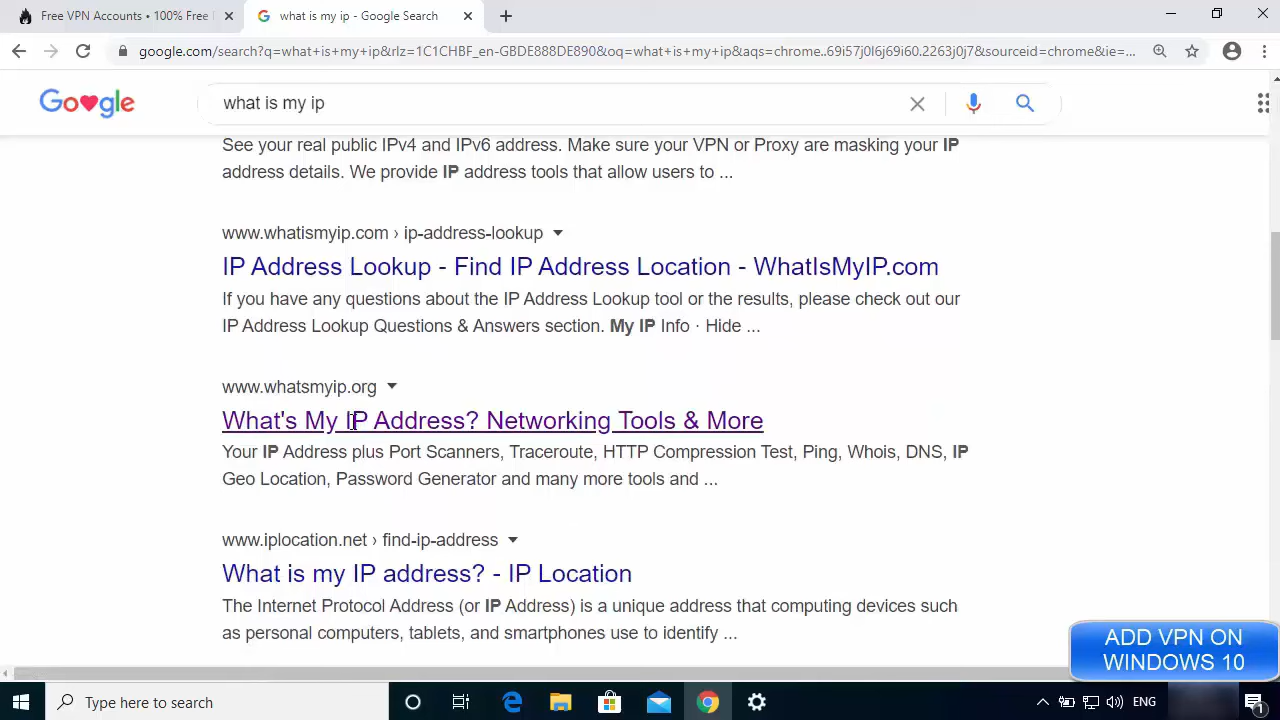 Free VPN Accounts • 100% Free
what is my ip - Google Search
google.com/search?q=what+is+my+ip&rlz=1C1CHBF_en-GBDE888DE890&oq=what+is+my+ip&aqs=chrome..69i57j0l6j69i60.2263j0j7&sourceid=chrome&ie=...
Google
what is my ip
See your real public IPv4 and IPv6 address. Make sure your VPN or Proxy are masking your IP
address details. We provide IP address tools that allow users to ...
www.whatismyip.com › ip-address-lookup
IP Address Lookup - Find IP Address Location - WhatIsMyIP.com
If you have any questions about the IP Address Lookup tool or the results, please check out our
IP Address Lookup Questions & Answers section. My IP Info · Hide ...
www.whatsmyip.org
What's My IP Address? Networking Tools & More
Your IP Address plus Port Scanners, Traceroute, HTTP Compression Test, Ping, Whois, DNS, IP
Geo Location, Password Generator and many more tools and ...
www.iplocation.net › find-ip-address
What is my IP address? - IP Location
The Internet Protocol Address (or IP Address) is a unique address that computing devices such
as personal computers, tablets, and smartphones use to identify ...
ADD VPN ON
WINDOWS 10
Type here to search
ENG
1